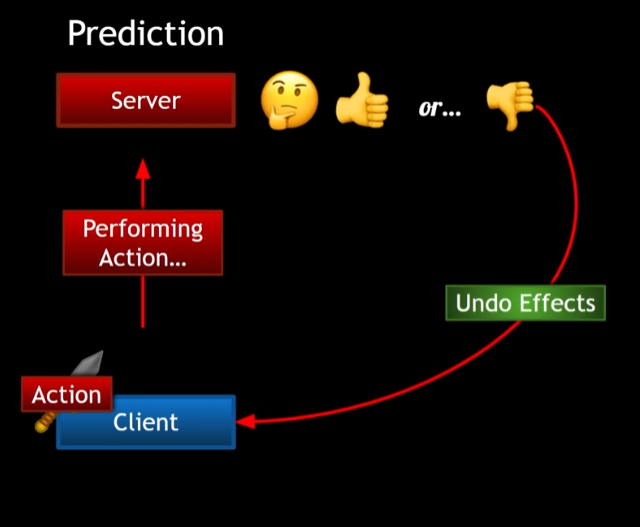 Prediction
Server
or...
Performing
Action...
Undo Effects
Action
Client